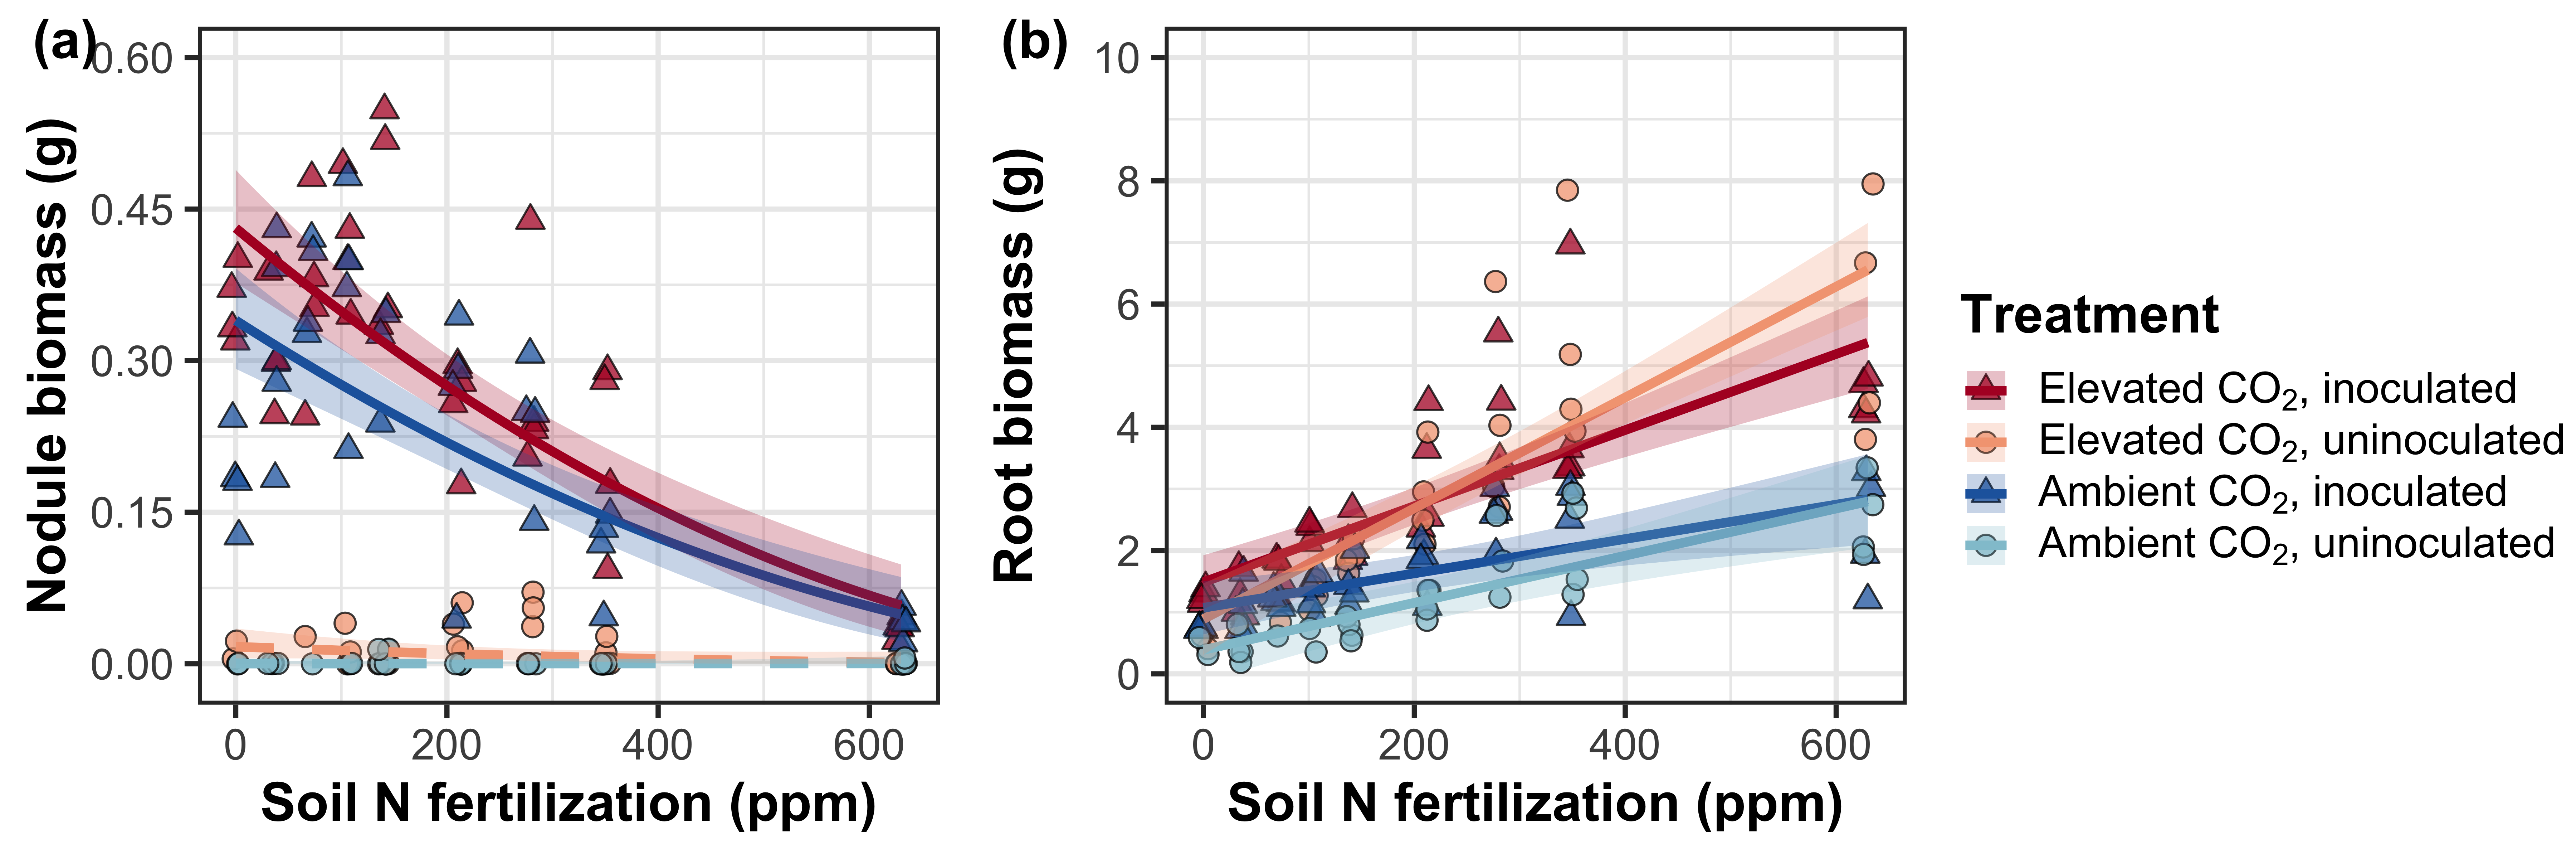 (a)
0.60
0.45
0.30
0.15
0.00
Nodule biomass (g)
0 200 400 600
Soil N fertilization (ppm)
(b)
10
8
6
4
2
0
Root biomass (g)
0 200 400 600
Soil N fertilization (ppm)
Treatment
Elevated CO₂, inoculated
Elevated CO₂, uninoculated
Ambient CO₂, inoculated
Ambient CO₂, uninoculated